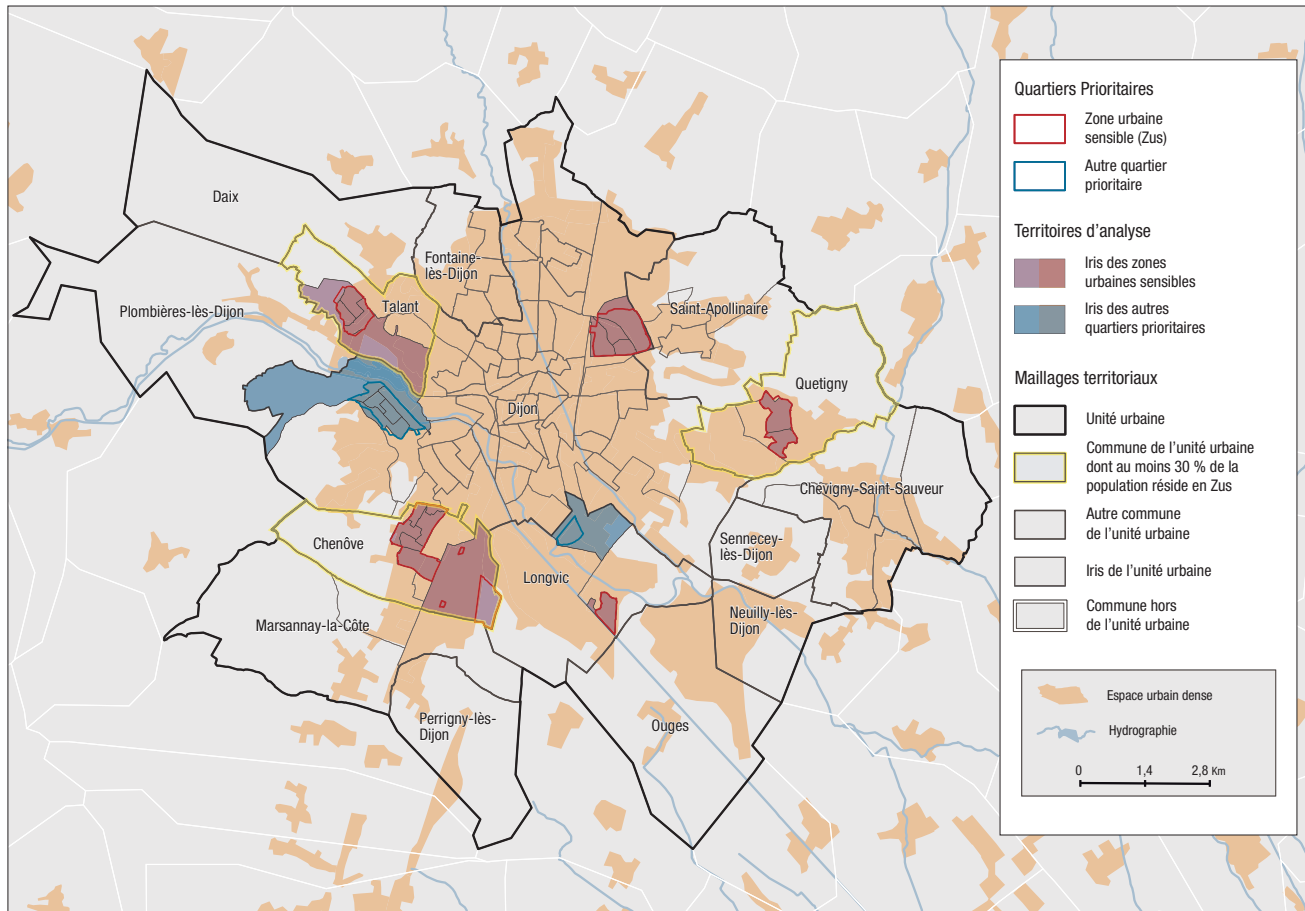 Daix
Fontaine-
lès-Dijon
Talant
Plombières-lès-Dijon
Saint-Apollinaire
Quetigny
Dijon
Chevigny-Saint-Sauveur
Sennecey-
lès-Dijon
Chenôve
Longvic
Neuilly-lès-
Dijon
Marsannay-la-Côte
Perrigny-lès-
Dijon
Ouges
Quartiers Prioritaires
Zone urbaine
sensible (Zus)
Autre quartier
prioritaire
Territoires d'analyse
Iris des zones
urbaines sensibles
Iris des autres
quartiers prioritaires
Maillages territoriaux
Unité urbaine
Commune de l'unité urbaine
dont au moins 30 % de la
population réside en Zus
Autre commune
de l'unité urbaine
Iris de l'unité urbaine
Commune hors
de l'unité urbaine
Espace urbain dense
Hydrographie
0 1,4 2,8 Km